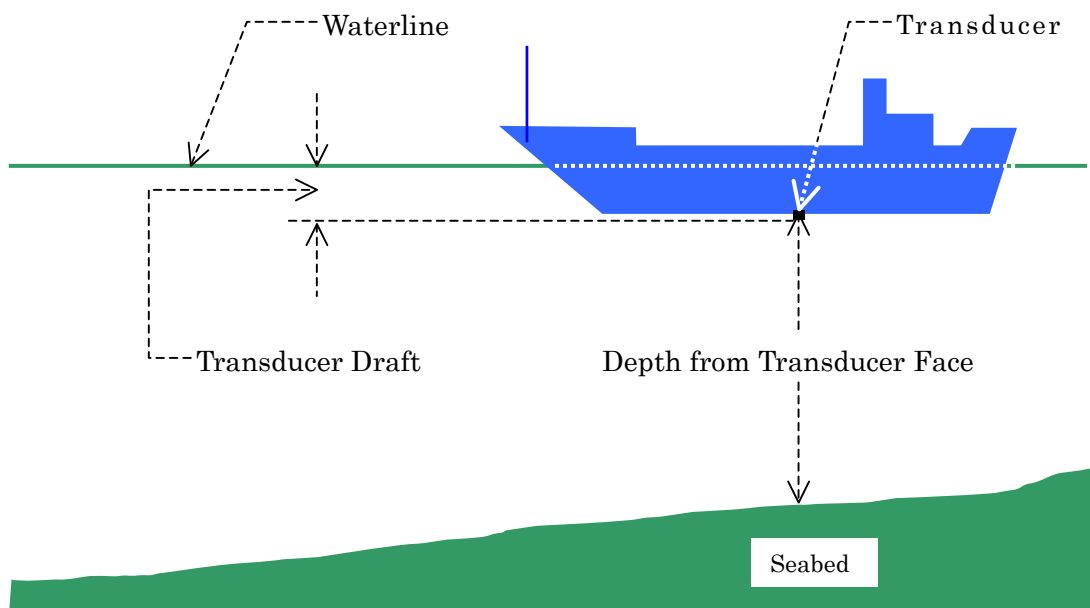 Waterline
Transducer
Transducer Draft
Depth from Transducer Face
Seabed